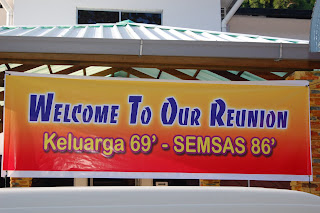 Welcome To Our Reunion
Keluarga 69' - SEMSAS 86'